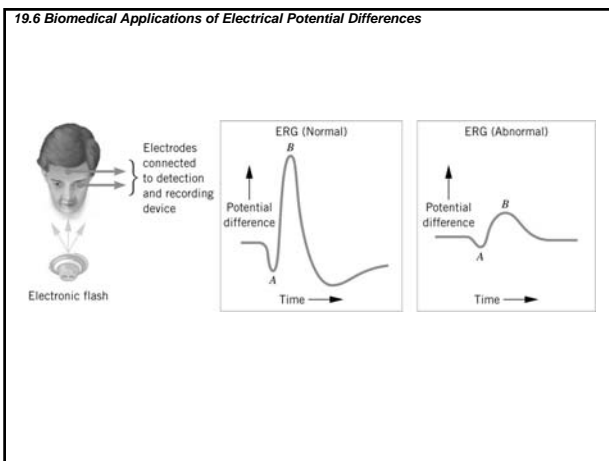 19.6 Biomedical Applications of Electrical Potential Differences
Electrodes
connected
to detection
and recording
device
Electronic flash
ERG (Normal)
B
Potential
difference
A
Time
ERG (Abnormal)
B
Potential
difference
A
Time